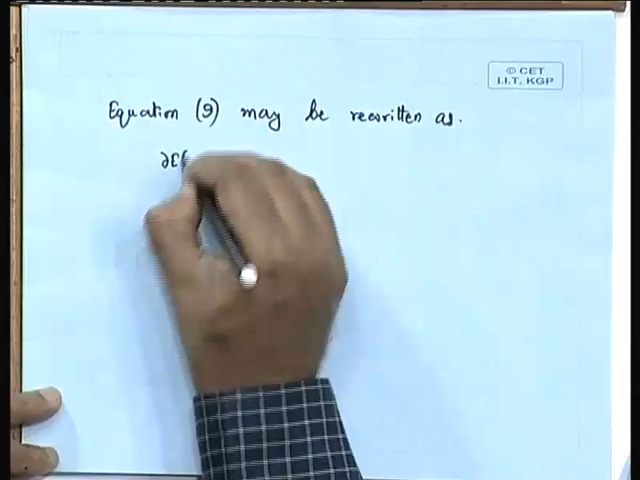 © CET
I.I.T. KGP
Equation (9) may be rewritten as.